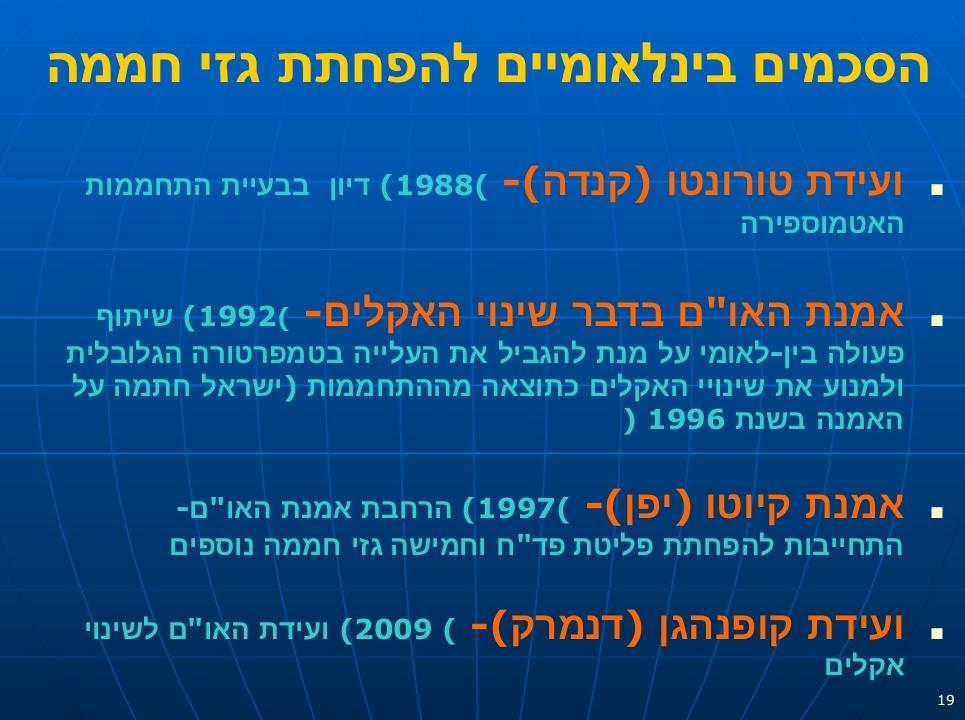 הסכמים בינלאומיים להפחתת גזי חממה
▪ ועידת טורונטו (קנדה)- (1988) דיון בבעיית התחממות
האטמוספירה
▪ אמנת האו"ם בדבר שינוי האקלים- (1992) שיתוף
פעולה בין-לאומי על מנת להגביל את העלייה בטמפרטורה הגלובלית
ולמנוע את שינויי האקלים כתוצאה מההתחממות (ישראל חתמה על
האמנה בשנת 1996 )
▪ אמנת קיוטו (יפן)- (1997) הרחבת אמנת האו"ם-
התחייבות להפחתת פליטת פד"ח וחמישה גזי חממה נוספים
▪ ועידת קופנהגן (דנמרק)- ( 2009) ועידת האו"ם לשינוי
אקלים
19